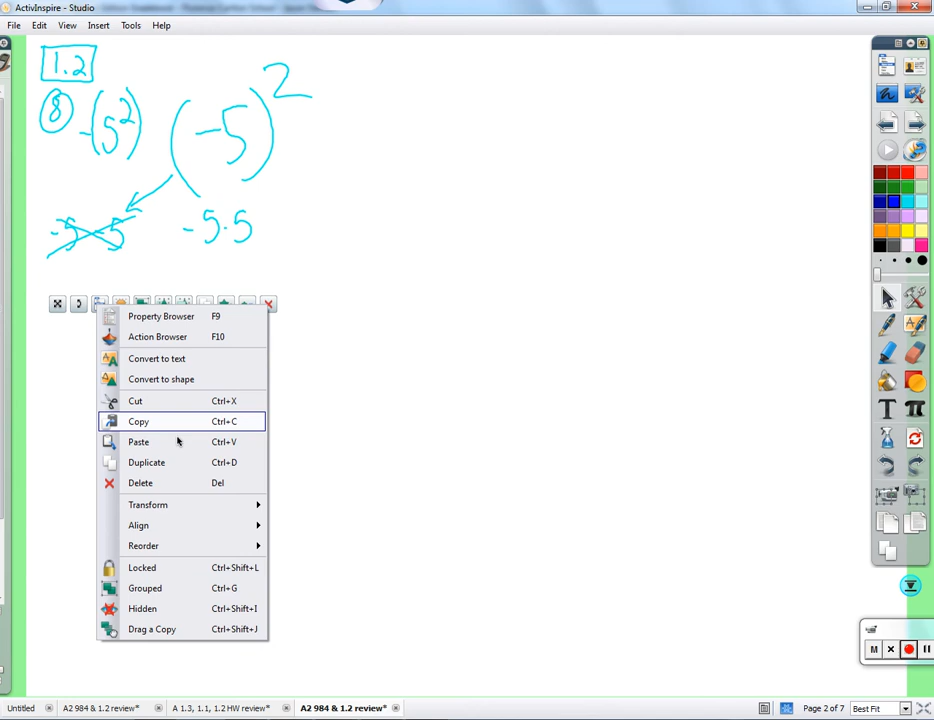 ActivInspire - Studio
File Edit View Insert Tools Help
1.2
8 -(5²) (-5)²
-5 -5 -5·5
Property Browser F9
Action Browser F10
Convert to text
Convert to shape
Cut Ctrl+X
Copy Ctrl+C
Paste Ctrl+V
Duplicate Ctrl+D
Delete Del
Transform
Align
Reorder
Locked Ctrl+Shift+L
Grouped Ctrl+G
Hidden Ctrl+Shift+I
Drag a Copy Ctrl+Shift+J
M
Untitled A2 984 & 1.2 review* A 1.3, 1.1, 1.2 HW review* A2 984 & 1.2 review* Page 2 of 7 Best Fit